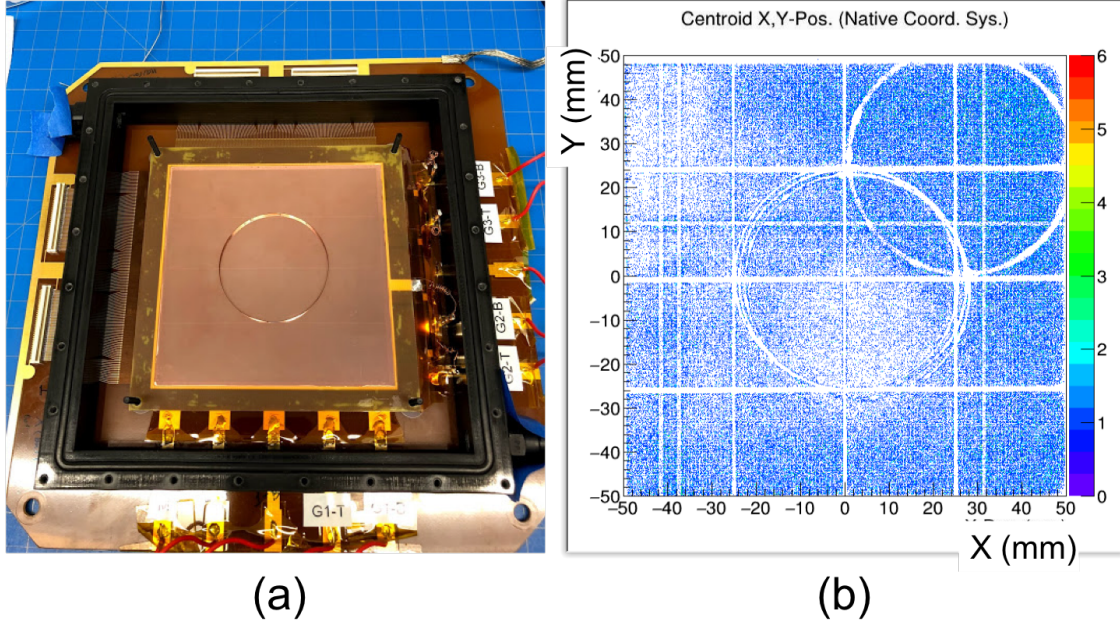 G3-B
G3-T
G2-B
G2-T
G1-T
(a)
Centroid X,Y-Pos. (Native Coord. Sys.)
Y (mm)
50
40
30
20
10
0
−10
−20
−30
−40
−50
−50 −40 −30 −20 −10 0 10 20 30 40 50
6
5
4
3
2
1
0
X (mm)
(b)